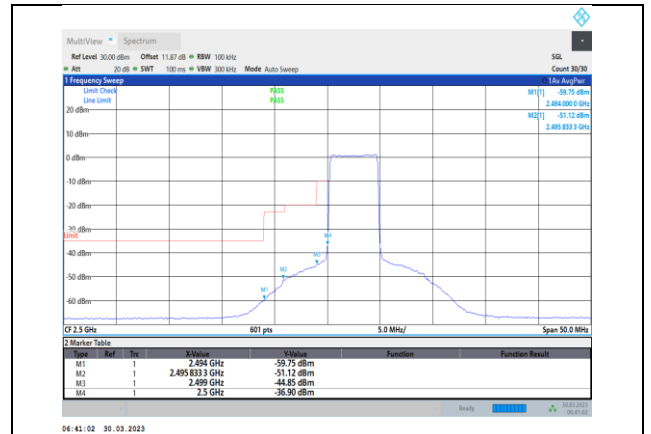 MultiView Spectrum
Ref Level 30.00 dBm Offset 11.87 dB RBW 100 kHz SGL
Att 20 dB SWT 100 ms VBW 300 kHz Mode Auto Sweep Count 30/30
1 Frequency Sweep 1Av AvgPwr
Limit Check PASS M1[1] -59.75 dBm
Line Limit PASS 2.494 000 0 GHz
M2[1] -51.12 dBm
20 dBm 2.495 833 3 GHz
10 dBm
0 dBm
-10 dBm
-20 dBm
-30 dBm
Limit
M4
-40 dBm
M3
M2
-50 dBm
M1
-60 dBm
CF 2.5 GHz 601 pts 5.0 MHz/ Span 50.0 MHz
2 Marker Table
Type Ref Trc X-Value Y-Value Function Function Result
M1 1 2.494 GHz -59.75 dBm
M2 1 2.495 833 3 GHz -51.12 dBm
M3 1 2.499 GHz -44.85 dBm
M4 1 2.5 GHz -36.90 dBm
Ready 30.03.2023
06:41:02
06:41:02 30.03.2023